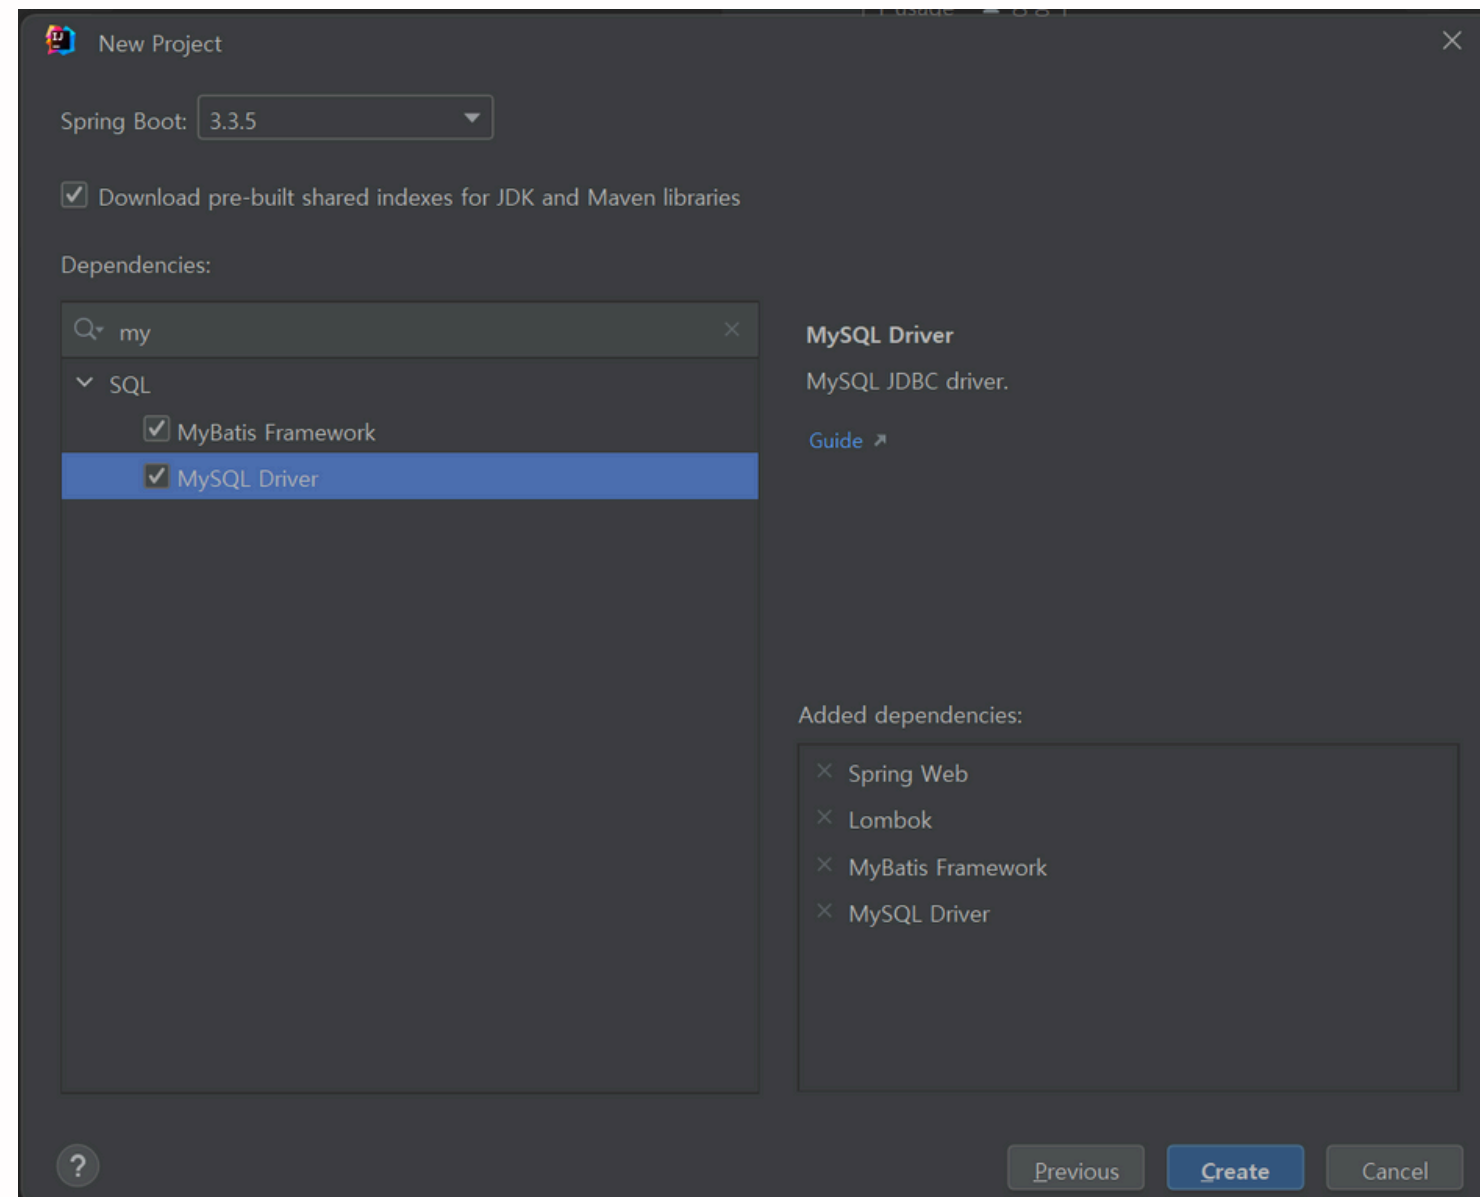 New Project
Spring Boot: 3.3.5
Download pre-built shared indexes for JDK and Maven libraries
Dependencies:
my
SQL
MyBatis Framework
MySQL Driver
MySQL Driver
MySQL JDBC driver.
Guide
Added dependencies:
Spring Web
Lombok
MyBatis Framework
MySQL Driver
?
Previous
Create
Cancel